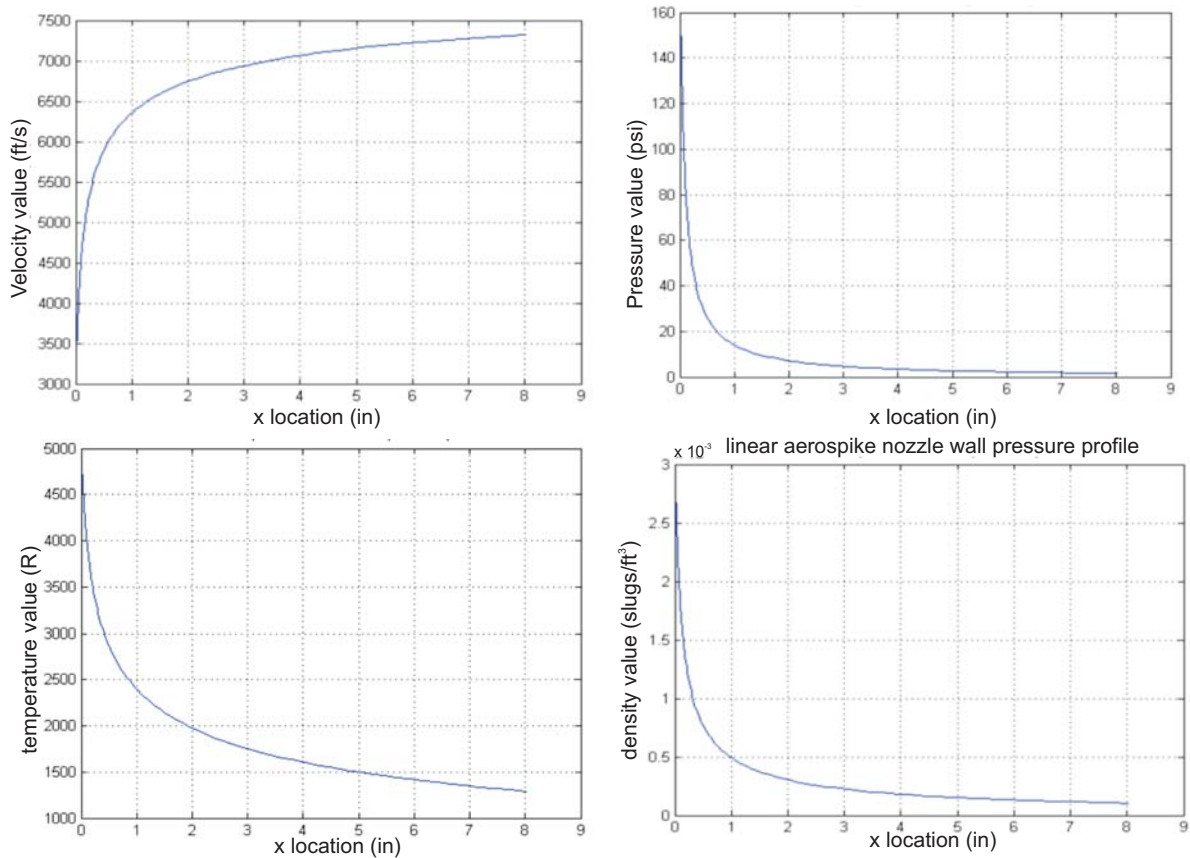 7500
7000
6500
6000
5500
5000
4500
4000
3500
3000
Velocity value (ft/s)
0 1 2 3 4 5 6 7 8 9
x location (in)
160
140
120
100
80
60
40
20
0
Pressure value (psi)
0 1 2 3 4 5 6 7 8 9
x location (in)
5000
4500
4000
3500
3000
2500
2000
1500
1000
temperature value (R)
0 1 2 3 4 5 6 7 8 9
x location (in)
x 10-3 linear aerospike nozzle wall pressure profile
3
2.5
2
1.5
1
0.5
0
density value (slugs/ft3)
0 1 2 3 4 5 6 7 8 9
x location (in)